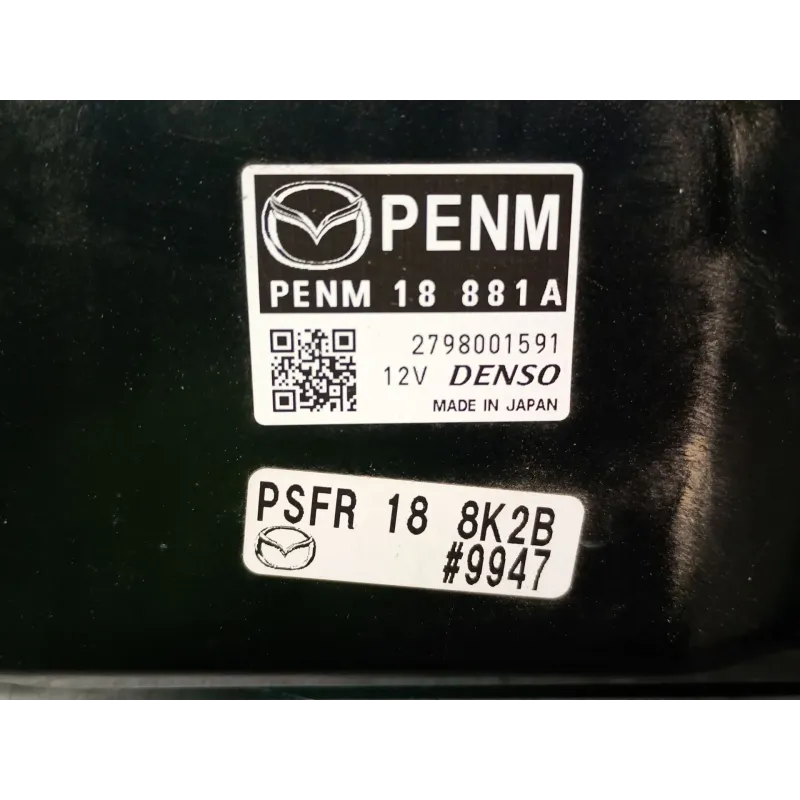 PENM
PENM 18 881A
2798001591
12V DENSO
MADE IN JAPAN
PSFR 18 8K2B
#9947